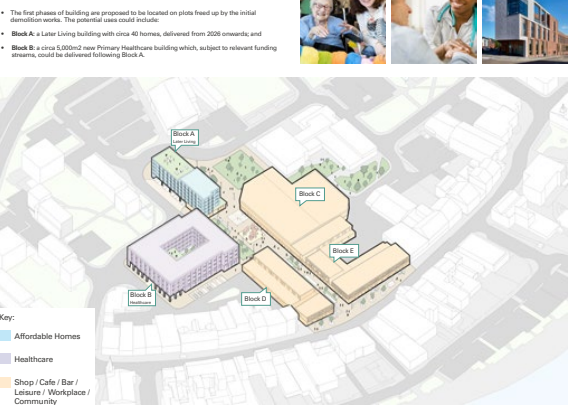 • The first phases of building are proposed to be located on plots freed up by the initial
demolition works. The potential uses could include:
• Block A: a Later Living building with circa 40 homes, delivered from 2026 onwards; and
• Block B: a circa 5,000m2 new Primary Healthcare building which, subject to relevant funding
streams, could be delivered following Block A.
Block A
Later Living
Block C
Block E
Block B
Healthcare
Block D
Key:
Affordable Homes
Healthcare
Shop / Cafe / Bar /
Leisure / Workplace /
Community